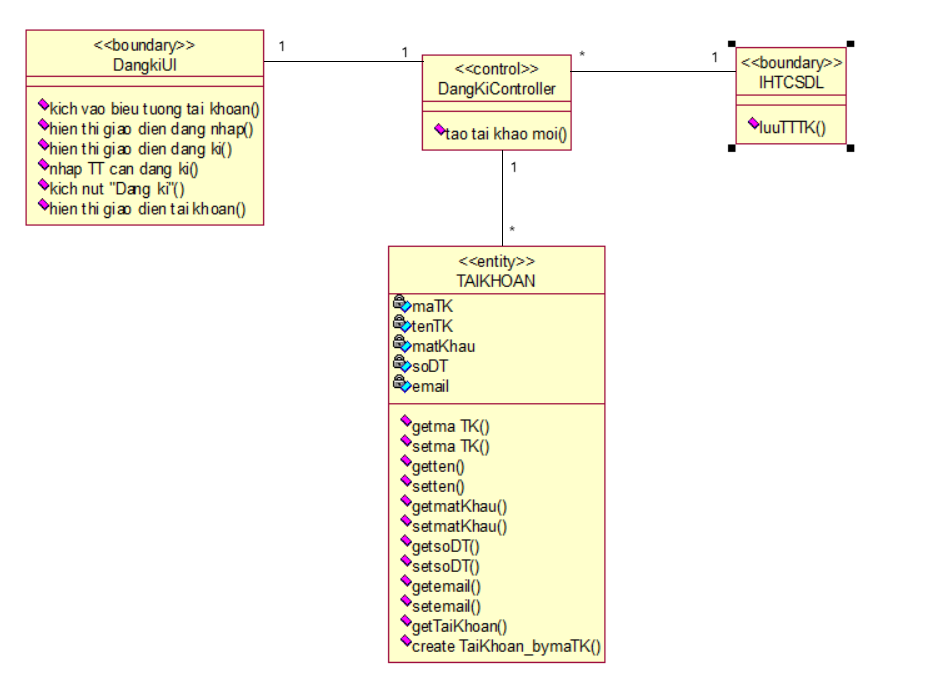 <<boundary>>
DangkiUI
kich vao bieu tuong tai khoan()
hien thi giao dien dang nhap()
hien thi giao dien dang ki()
nhap TT can dang ki()
kich nut "Dang ki"()
hien thi giao dien tai khoan()
1
1
<<control>>
DangKiController
tao tai khao moi()
*
1
<<boundary>>
IHTCSDL
luuTTTK()
1
*
<<entity>>
TAIKHOAN
maTK
tenTK
matKhau
soDT
email
getma TK()
setma TK()
getten()
setten()
getmatKhau()
setmatKhau()
getsoDT()
setsoDT()
getemail()
setemail()
getTaiKhoan()
create TaiKhoan_bymaTK()